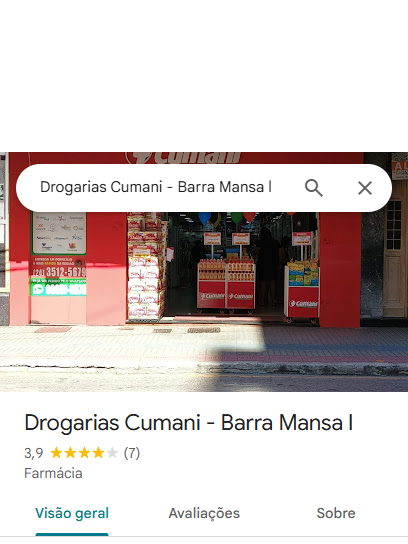 Cumani
Drogarias Cumani - Barra Mansa I
ENTREGA EM DOMICÍLIO
(24) 3512-5679
Cumani
Cumani
Cumani
Drogarias Cumani - Barra Mansa I
3,9 (7)
Farmácia
Visão geral
Avaliações
Sobre